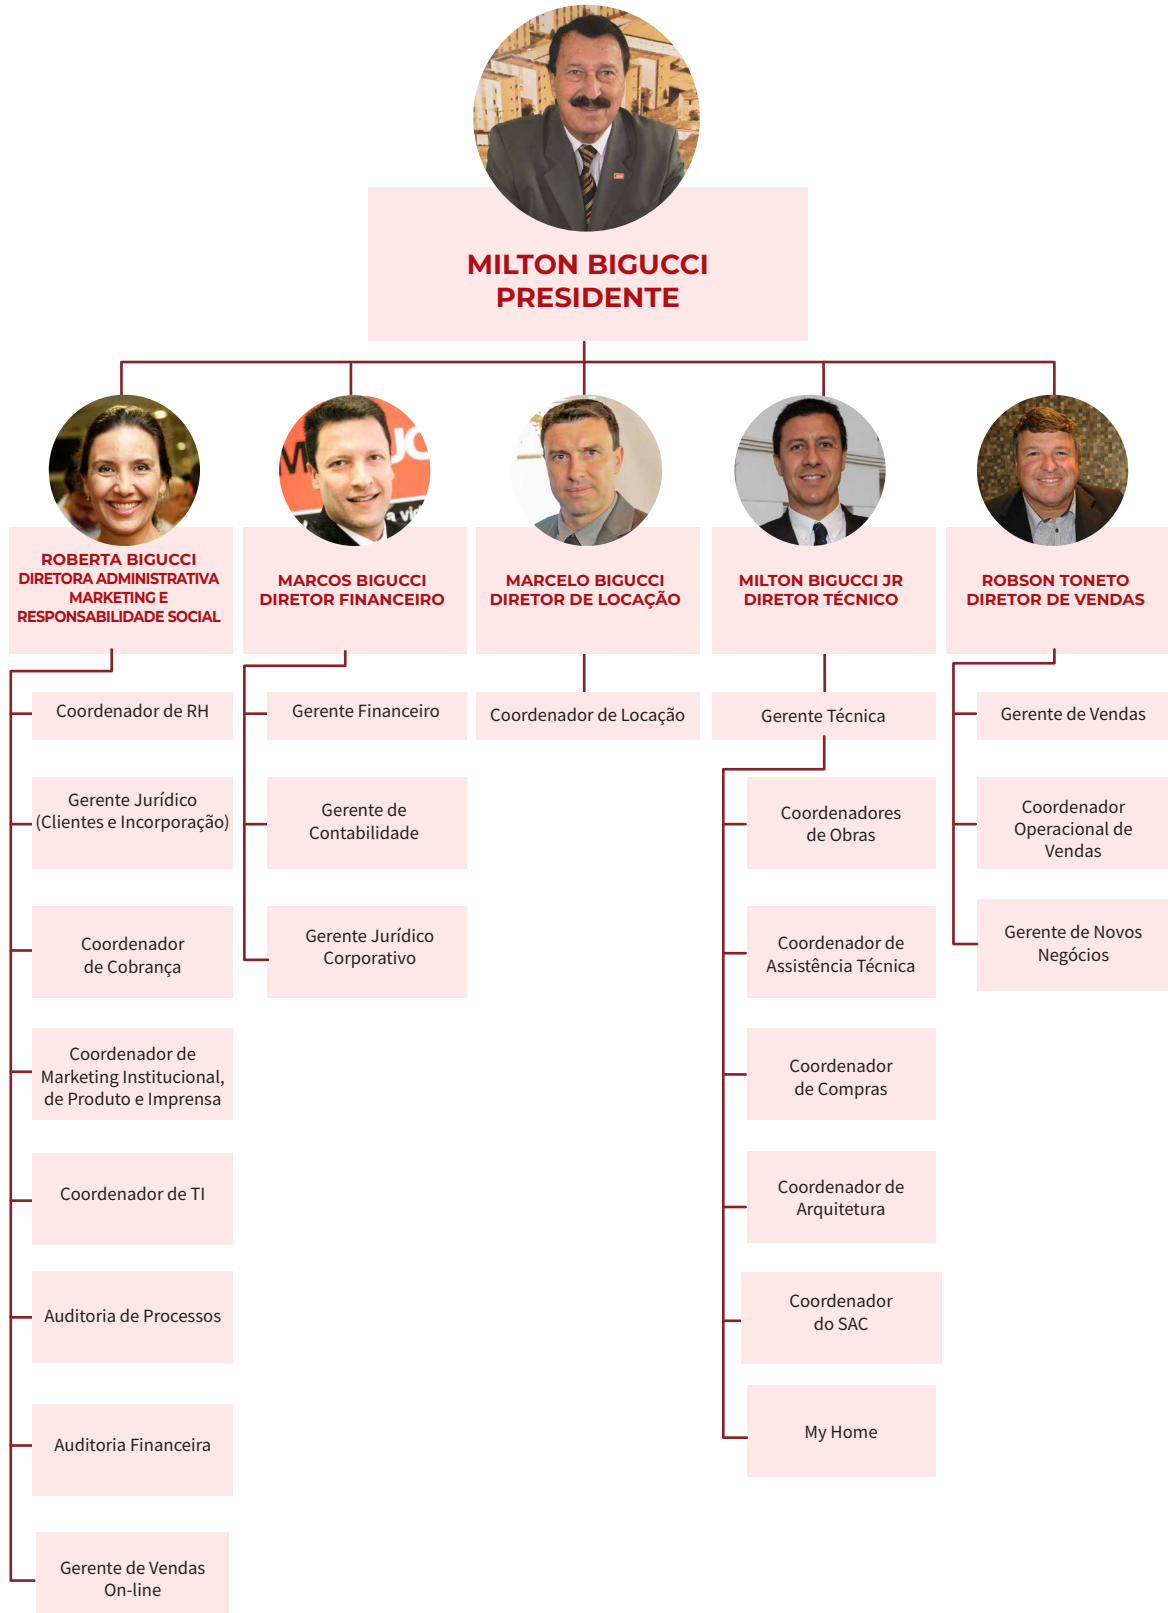 MILTON BIGUCCI
PRESIDENTE
ROBERTA BIGUCCI
DIRETORA ADMINISTRATIVA
MARKETING E
RESPONSABILIDADE SOCIAL
MARCOS BIGUCCI
DIRETOR FINANCEIRO
MARCELO BIGUCCI
DIRETOR DE LOCAÇÃO
MILTON BIGUCCI JR
DIRETOR TÉCNICO
ROBSON TONETO
DIRETOR DE VENDAS
Coordenador de RH
Gerente Jurídico
(Clientes e Incorporação)
Coordenador
de Cobrança
Coordenador de
Marketing Institucional,
de Produto e Imprensa
Coordenador de TI
Auditoria de Processos
Auditoria Financeira
Gerente de Vendas
On-line
Gerente Financeiro
Gerente de
Contabilidade
Gerente Jurídico
Corporativo
Coordenador de Locação
Gerente Técnica
Coordenadores
de Obras
Coordenador de
Assistência Técnica
Coordenador
de Compras
Coordenador de
Arquitetura
Coordenador
do SAC
My Home
Gerente de Vendas
Coordenador
Operacional de
Vendas
Gerente de Novos
Negócios